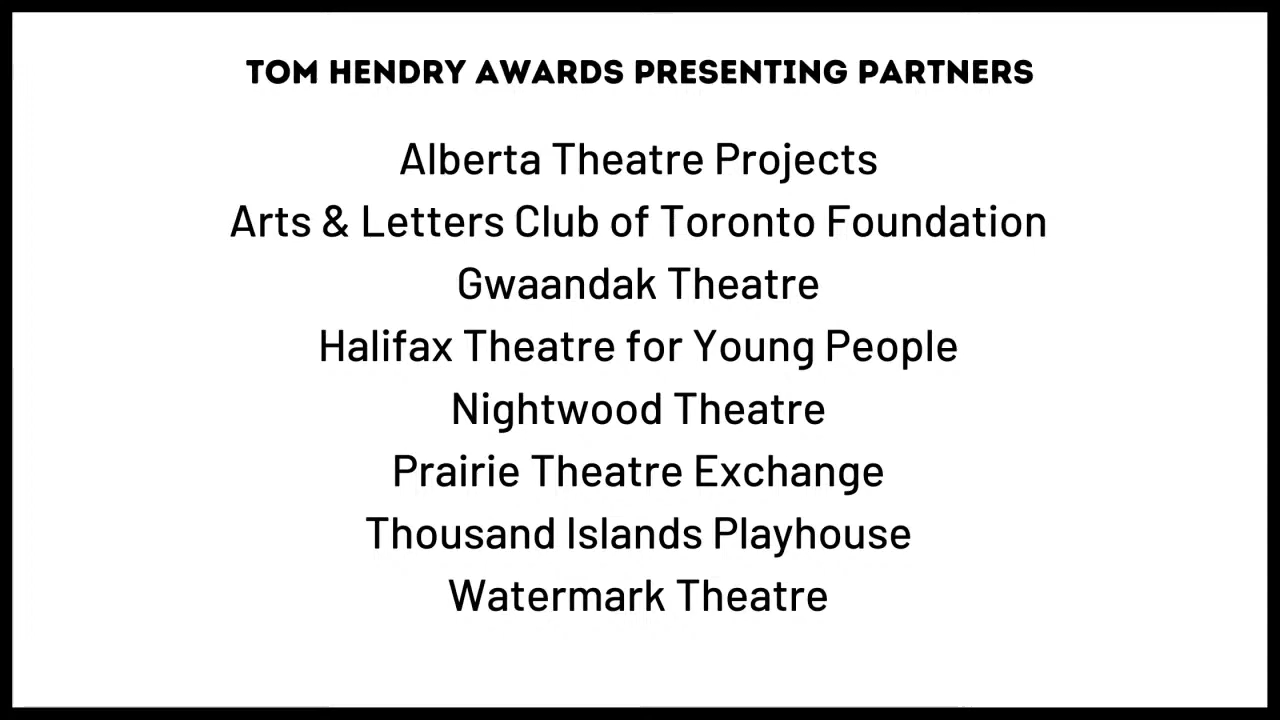 TOM HENDRY AWARDS PRESENTING PARTNERS
Alberta Theatre Projects
Arts & Letters Club of Toronto Foundation
Gwaandak Theatre
Halifax Theatre for Young People
Nightwood Theatre
Prairie Theatre Exchange
Thousand Islands Playhouse
Watermark Theatre